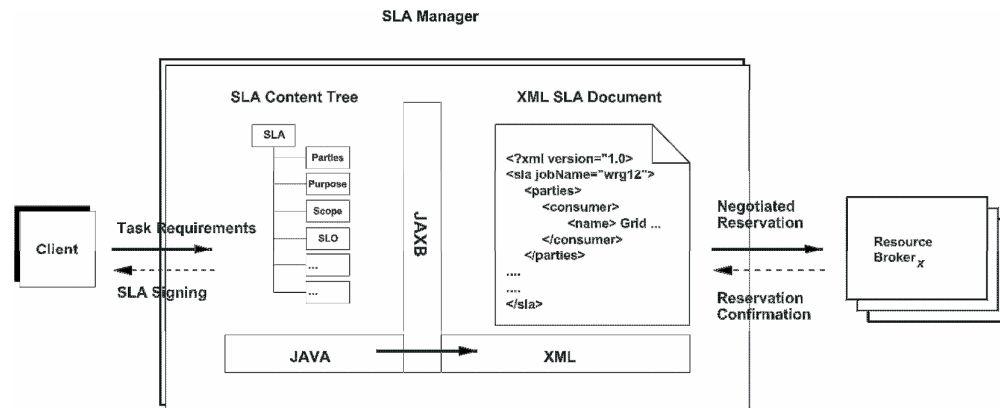 SLA Manager
SLA Content Tree
SLA
Parties
Purpose
Scope
SLO
...
...
JAXB
XML SLA Document
<?xml version="1.0>
<sla jobName="wrg12">
<parties>
<consumer>
<name> Grid ...
</consumer>
</parties>
....
....
</sla>
Client
Task Requirements
SLA Signing
Negotiated
Reservation
Reservation
Confirmation
Resource
Broker x
JAVA
XML